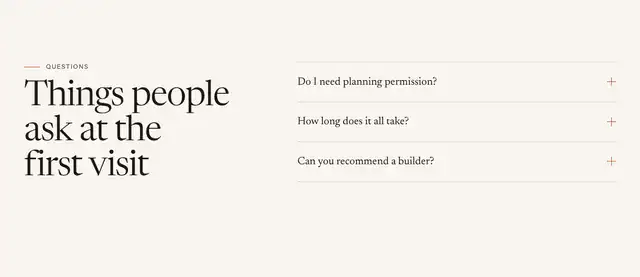 QUESTIONS
Things people
ask at the
first visit
Do I need planning permission?
How long does it all take?
Can you recommend a builder?